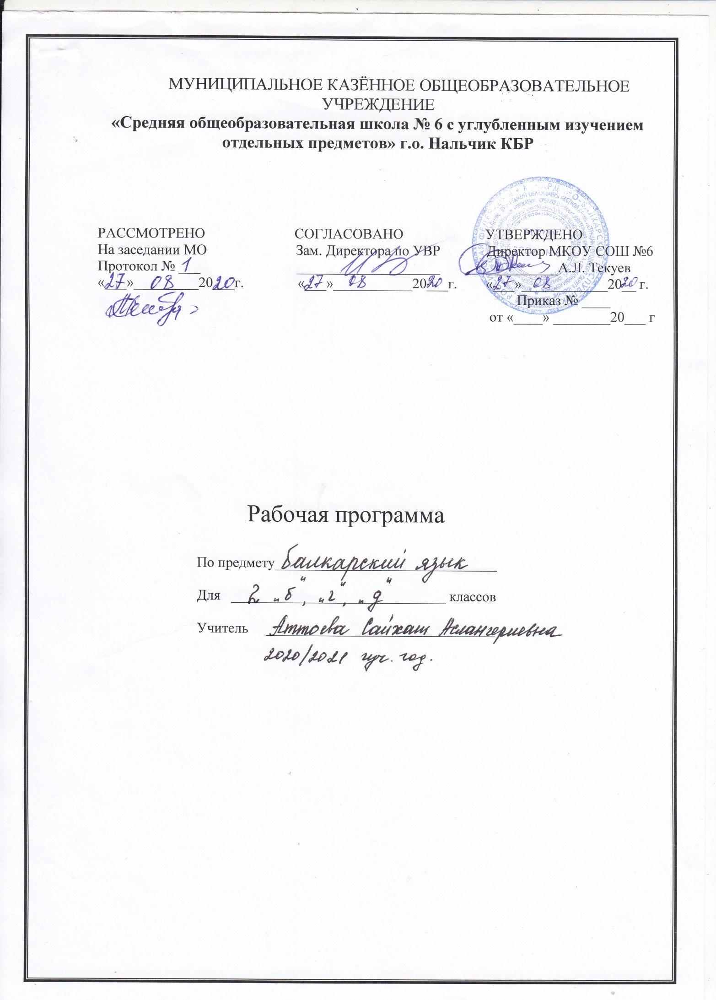 МУНИЦИПАЛЬНОЕ КАЗЁННОЕ ОБЩЕОБРАЗОВАТЕЛЬНОЕ
УЧРЕЖДЕНИЕ
«Средняя общеобразовательная школа № 6 с углубленным изучением
отдельных предметов» г.о. Нальчик КБР
РАССМОТРЕНО
На заседании МО
Протокол № 1
«27» 08 2020г.
СОГЛАСОВАНО
Зам. Директора по УВР
«27» 08 2020г.
УТВЕРЖДЕНО
Директор МКОУ СОШ №6
А.Л. Текуев
«27» 08 2020 г.
Приказ № ____
от «____» ________20___ г
Рабочая программа
По предмету балкарский язык
Для 2 „б", „г", „д" классов
Учитель Аттоева Сайхат Аслангериевна
2020/2021 уч. год.